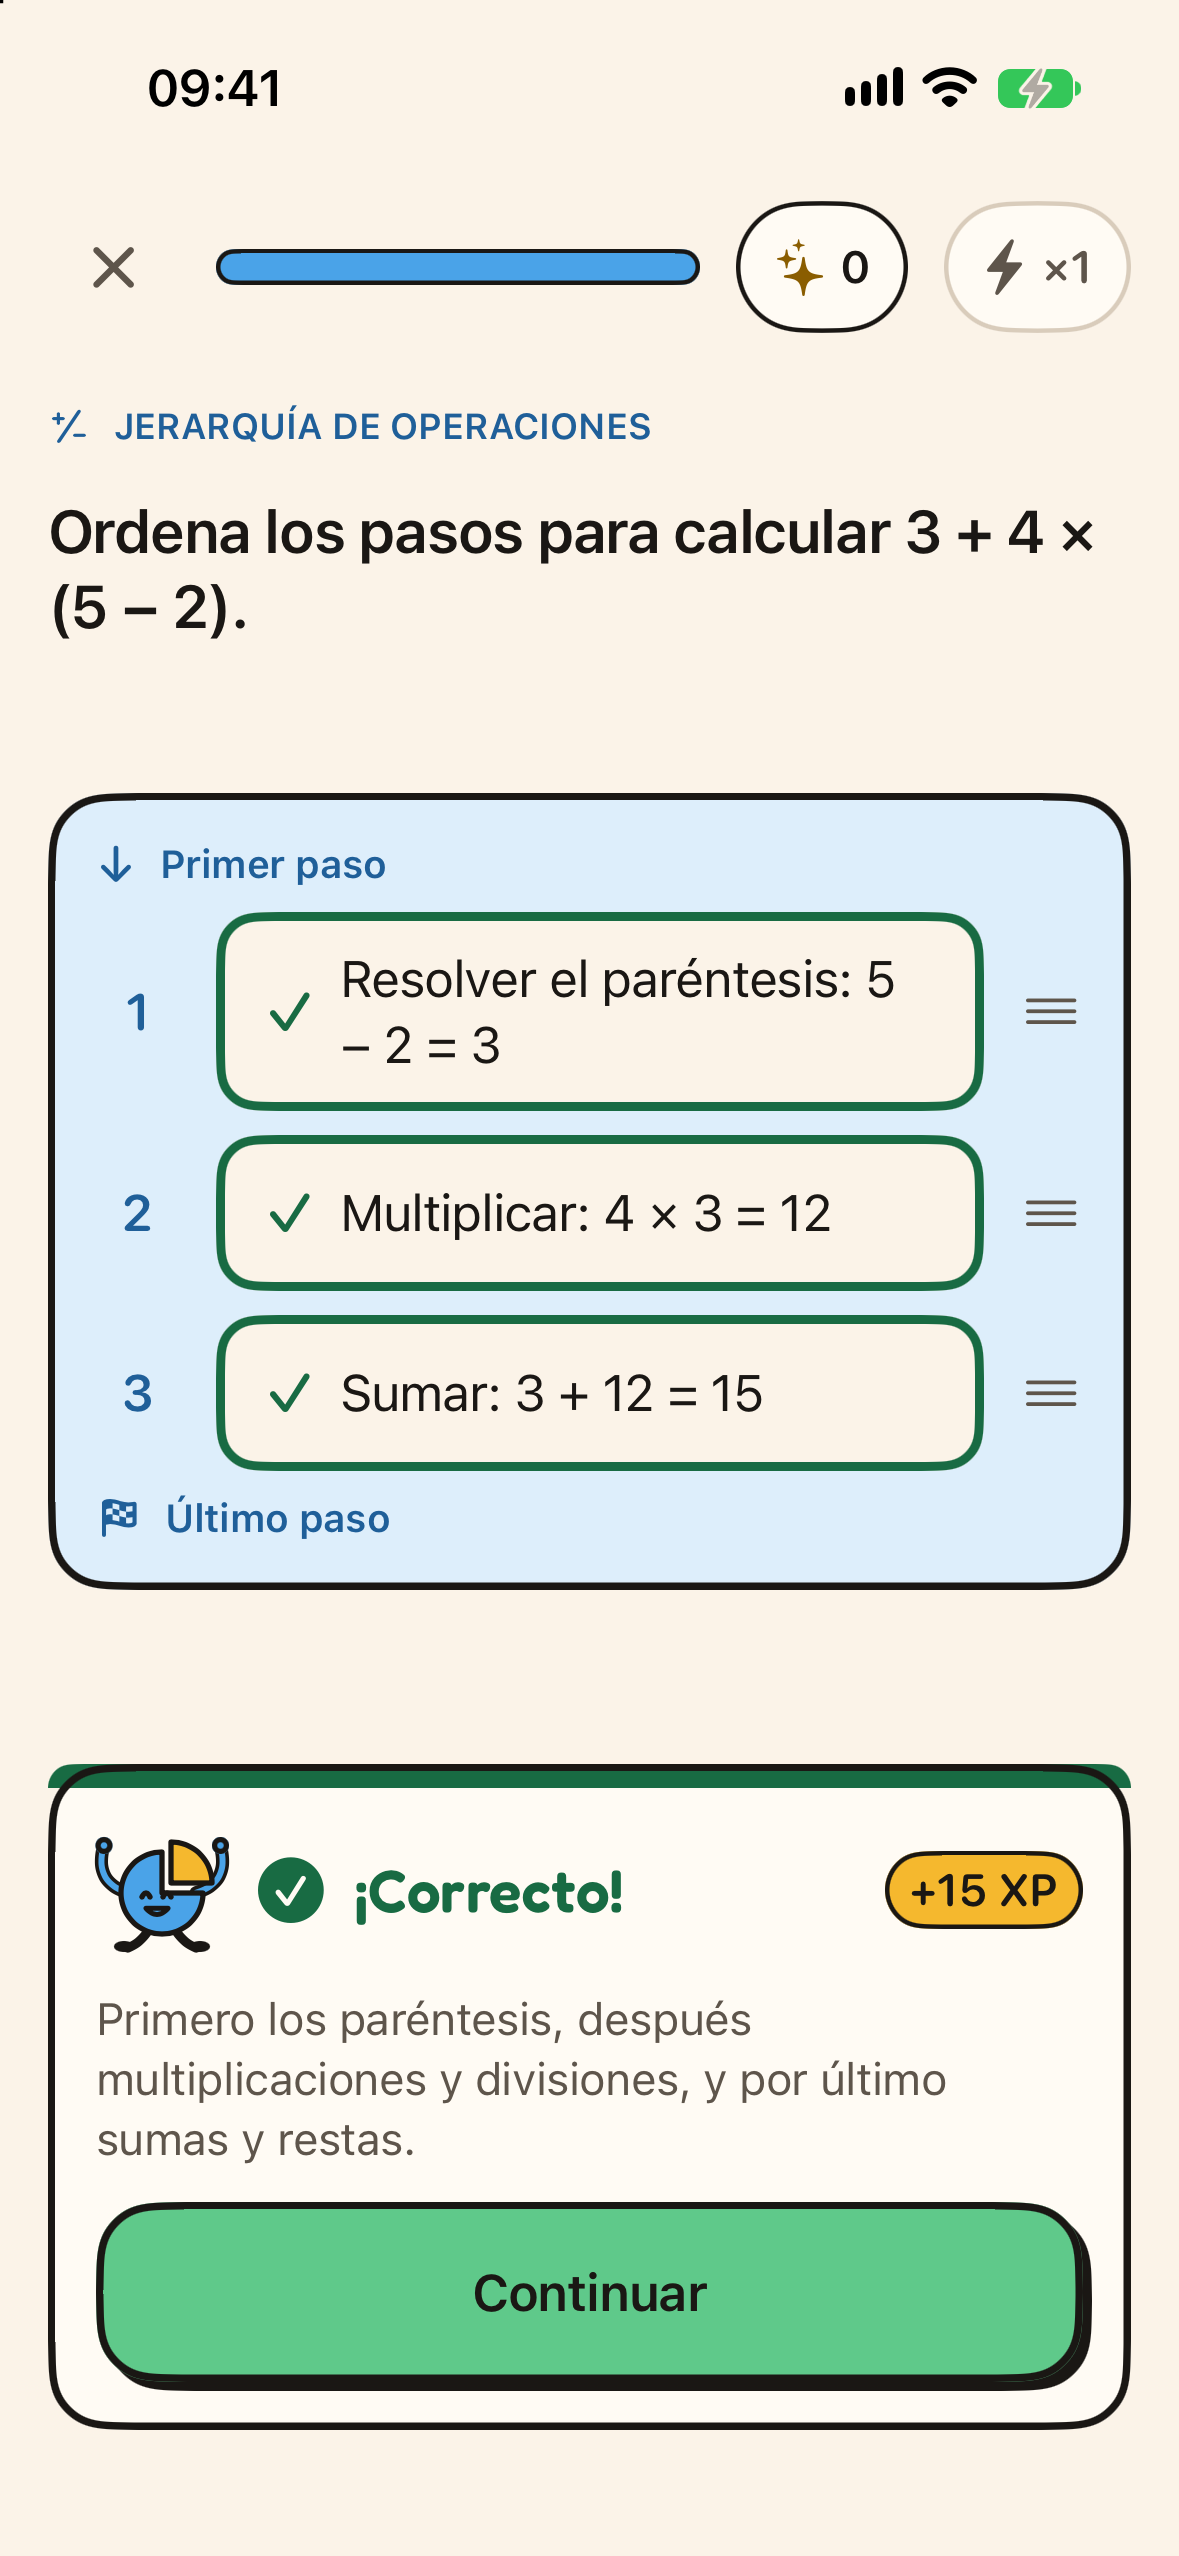 09:41
0
×1
JERARQUÍA DE OPERACIONES
Ordena los pasos para calcular 3 + 4 ×
(5 – 2).
Primer paso
1
Resolver el paréntesis: 5
– 2 = 3
2
Multiplicar: 4 × 3 = 12
3
Sumar: 3 + 12 = 15
Último paso
¡Correcto!
+15 XP
Primero los paréntesis, después
multiplicaciones y divisiones, y por último
sumas y restas.
Continuar